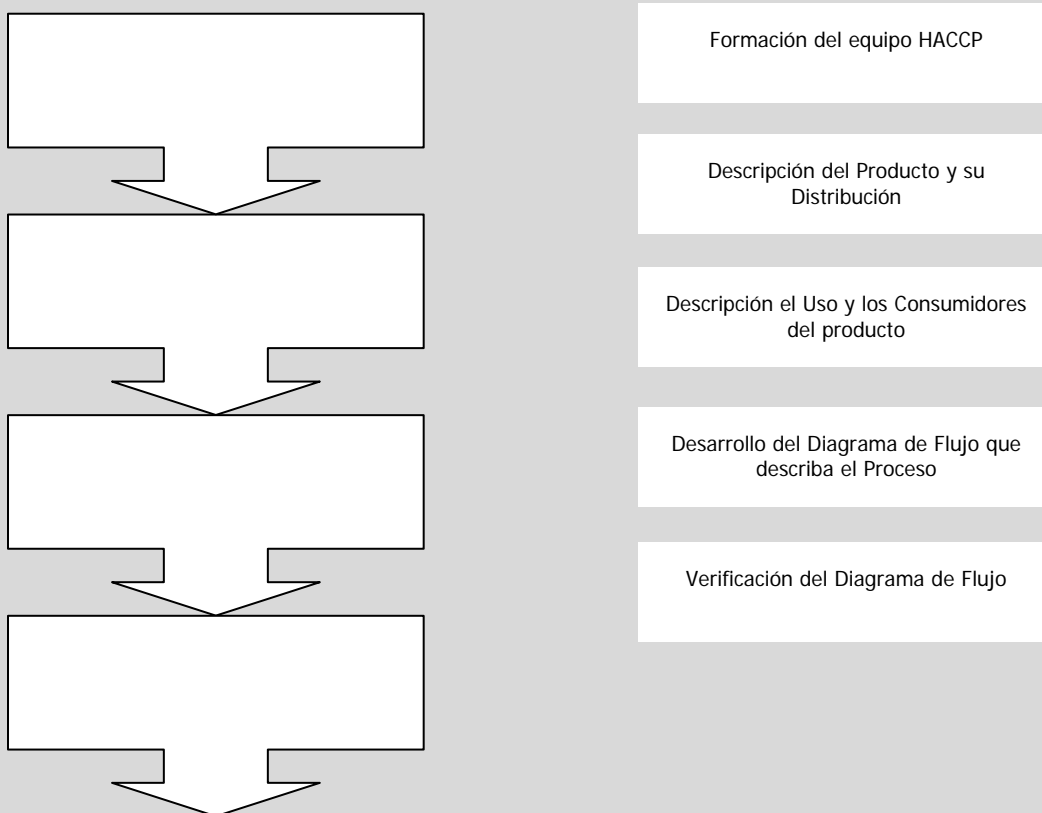 Formación del equipo HACCP
Descripción del Producto y su
Distribución
Descripción el Uso y los Consumidores
del producto
Desarrollo del Diagrama de Flujo que
describa el Proceso
Verificación del Diagrama de Flujo